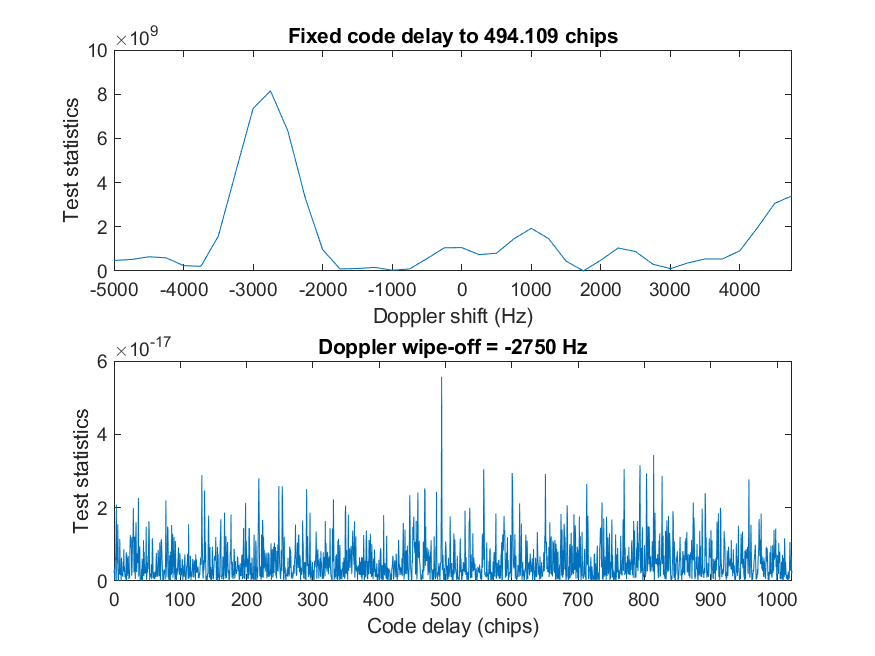 ×10^9
Fixed code delay to 494.109 chips
10
8
6
4
2
0
Test statistics
-5000 -4000 -3000 -2000 -1000 0 1000 2000 3000 4000
Doppler shift (Hz)
×10^-17
Doppler wipe-off = -2750 Hz
6
4
2
0
Test statistics
0 100 200 300 400 500 600 700 800 900 1000
Code delay (chips)